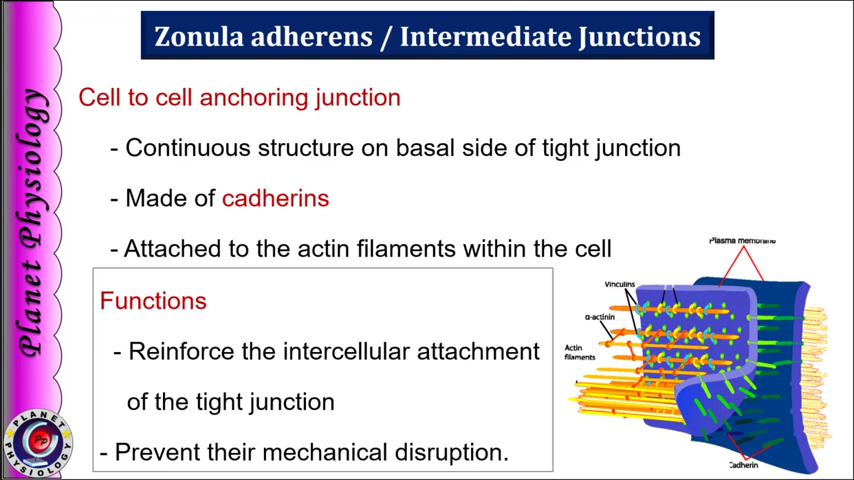 Zonula adherens / Intermediate Junctions
Planet Physiology
Cell to cell anchoring junction
- Continuous structure on basal side of tight junction
- Made of cadherins
- Attached to the actin filaments within the cell
Functions
- Reinforce the intercellular attachment
of the tight junction
- Prevent their mechanical disruption.
Plasma membrane
Vinculins
α-actinin
Actin
filaments
Cadherin
PLANET
PHYSIOLOGY